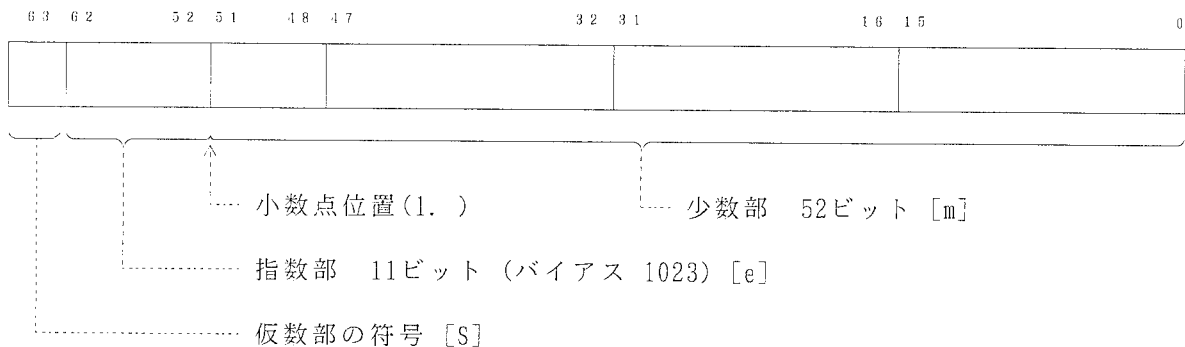 63 62 52 51 48 47 32 31 16 15 0
小数点位置(1. ) 少数部 52ビット [m]
指数部 11ビット (バイアス 1023) [e]
仮数部の符号 [S]